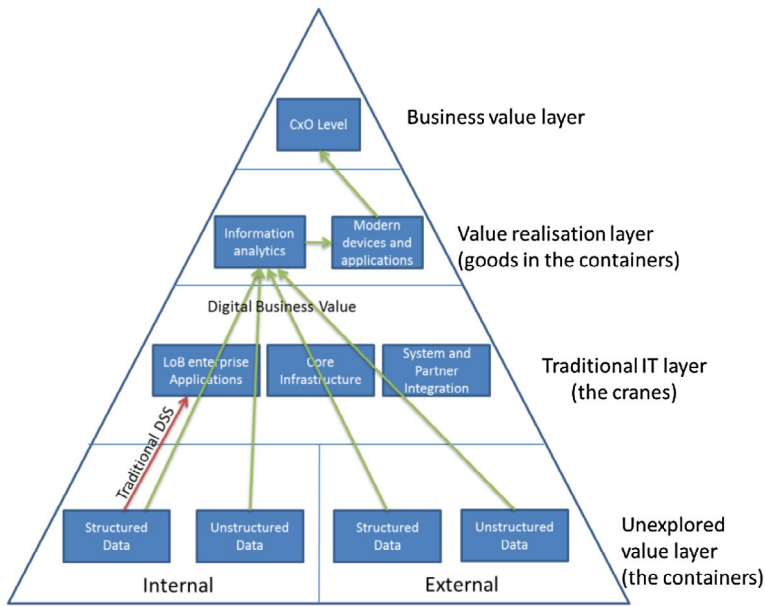 CxO Level
Business value layer
Information
analytics
Modern
devices and
applications
Value realisation layer
(goods in the containers)
Digital Business Value
LoB enterprise
Applications
Core
Infrastructure
System and
Partner
Integration
Traditional IT layer
(the cranes)
Traditional DSS
Structured
Data
Unstructured
Data
Structured
Data
Unstructured
Data
Unexplored
value layer
(the containers)
Internal
External